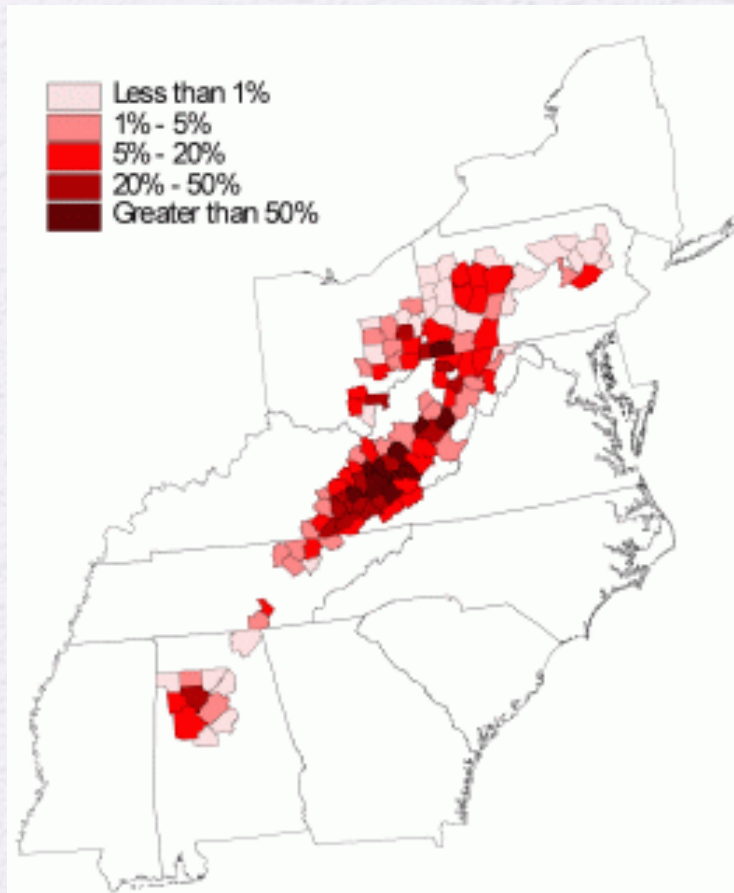 Less than 1%
1% - 5%
5% - 20%
20% - 50%
Greater than 50%